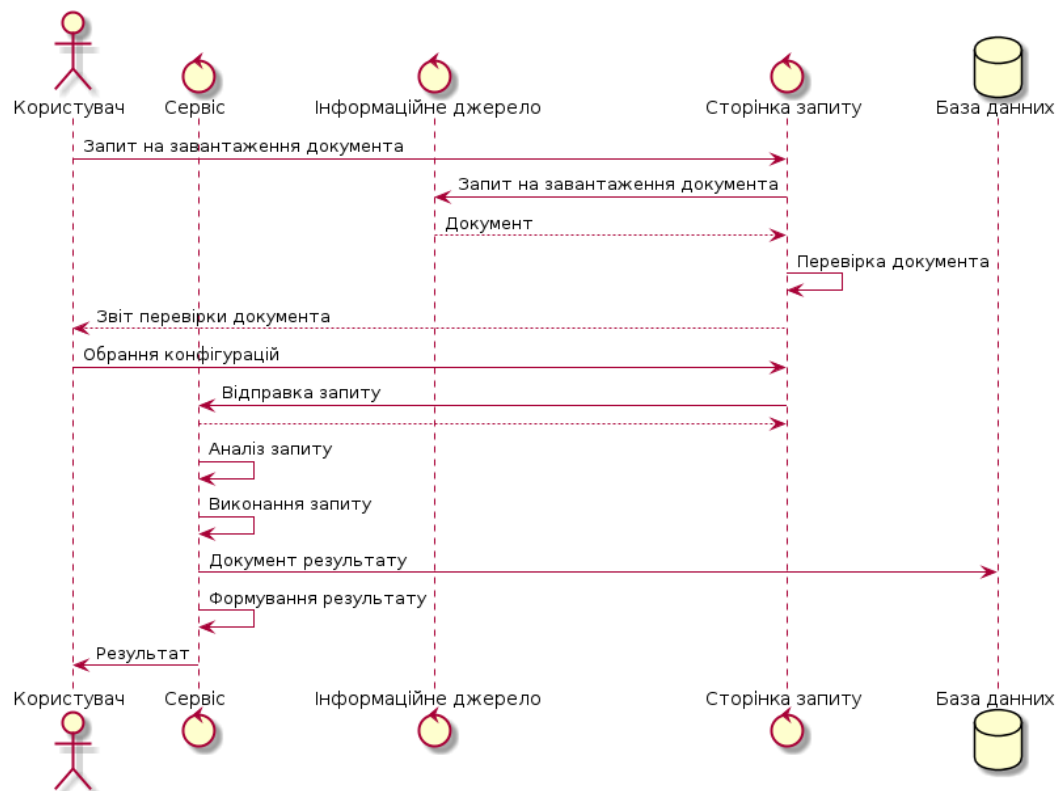 Користувач
Сервіс
Інформаційне джерело
Сторінка запиту
База данних
Запит на завантаження документа
Запит на завантаження документа
Документ
Перевірка документа
Звіт перевірки документа
Обрання конфігурацій
Відправка запиту
Аналіз запиту
Виконання запиту
Документ результату
Формування результату
Результат
Користувач
Сервіс
Інформаційне джерело
Сторінка запиту
База данних